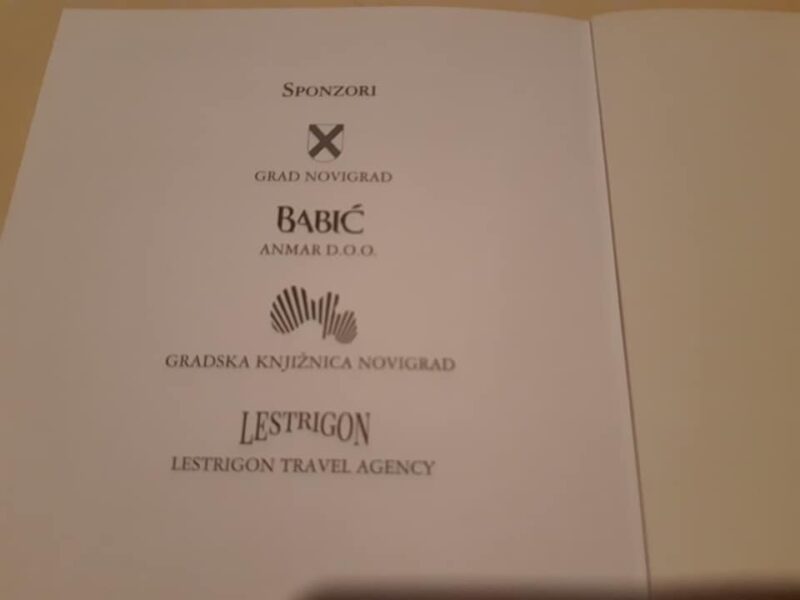 SPONZORI
GRAD NOVIGRAD
BABIĆ
ANMAR D.O.O.
GRADSKA KNJIŽNICA NOVIGRAD
LESTRIGON
LESTRIGON TRAVEL AGENCY